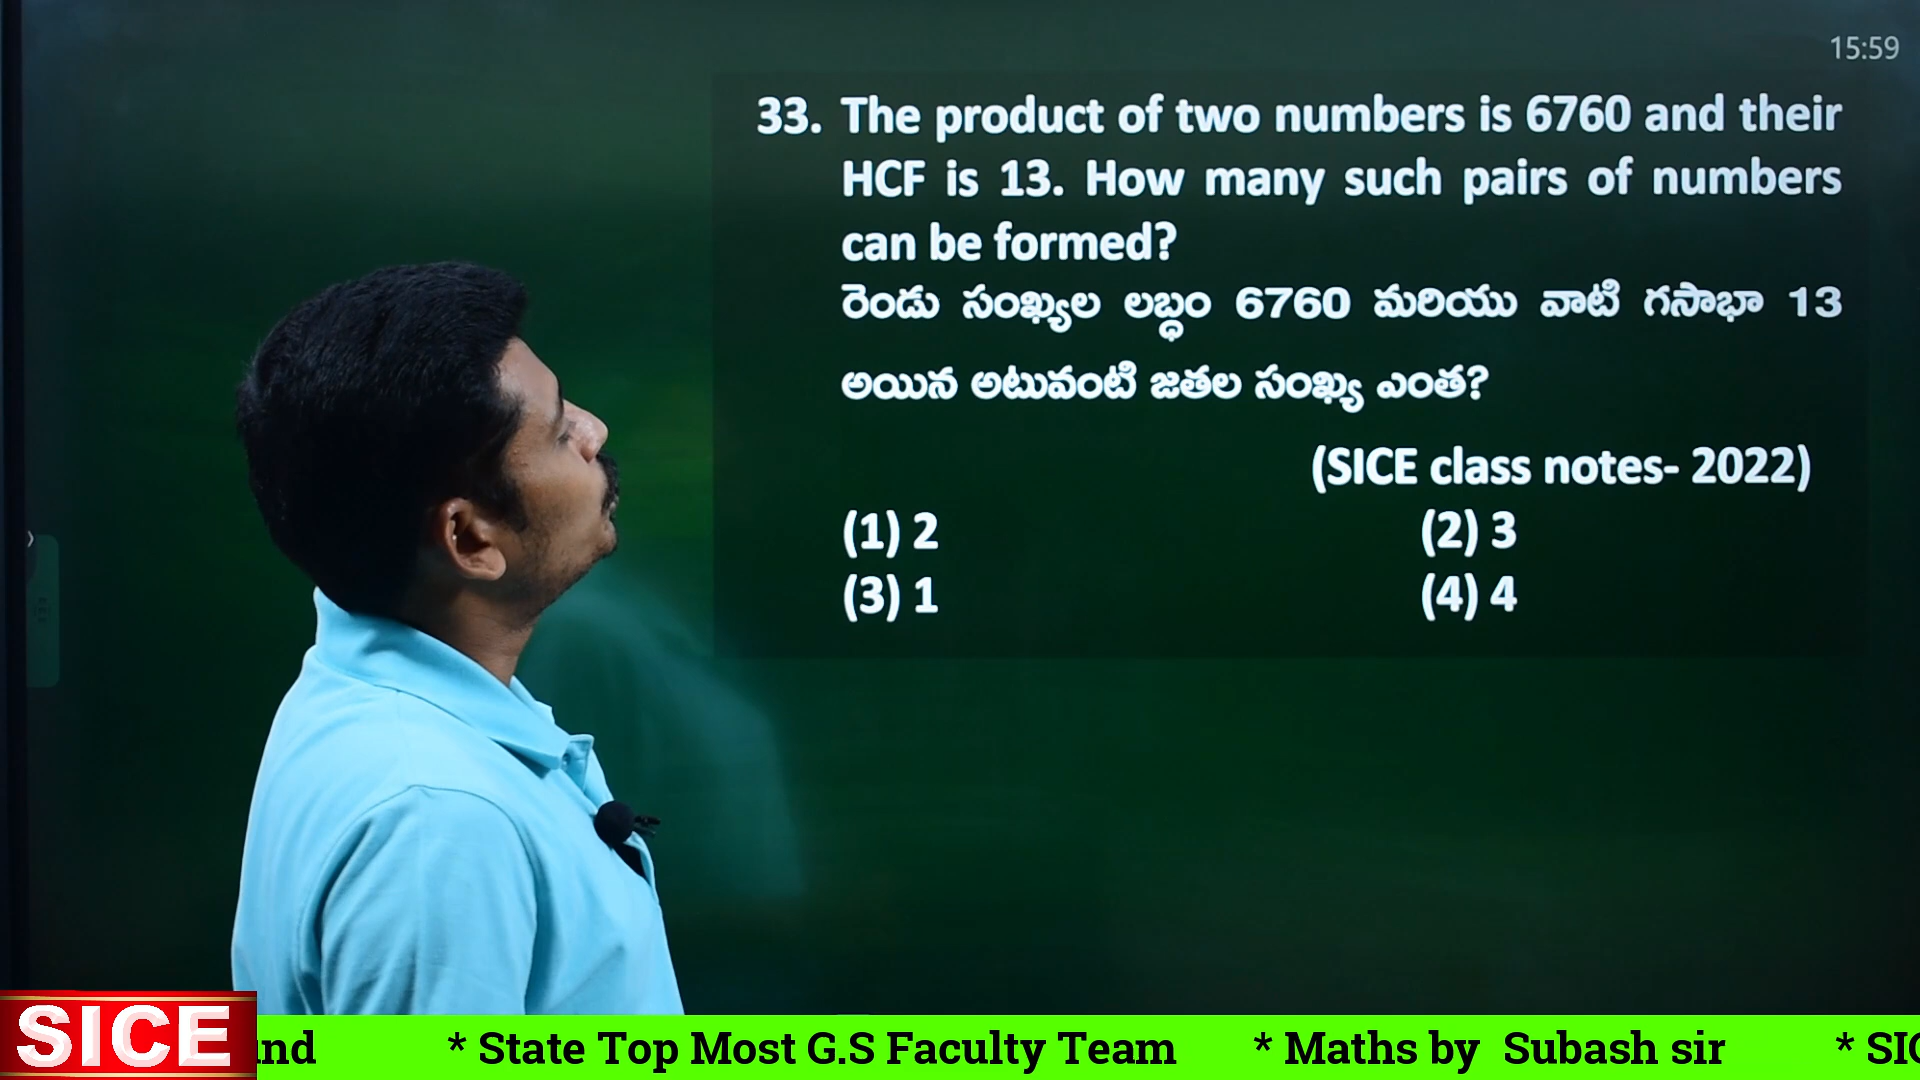 15:59
33. The product of two numbers is 6760 and their
HCF is 13. How many such pairs of numbers
can be formed?
రెండు సంఖ్యల లబ్ధం 6760 మరియు వాటి గసాభా 13
అయిన అటువంటి జతల సంఖ్య ఎంత?
(SICE class notes- 2022)
(1) 2 (2) 3
(3) 1 (4) 4
SICE
* State Top Most G.S Faculty Team * Maths by Subash sir *